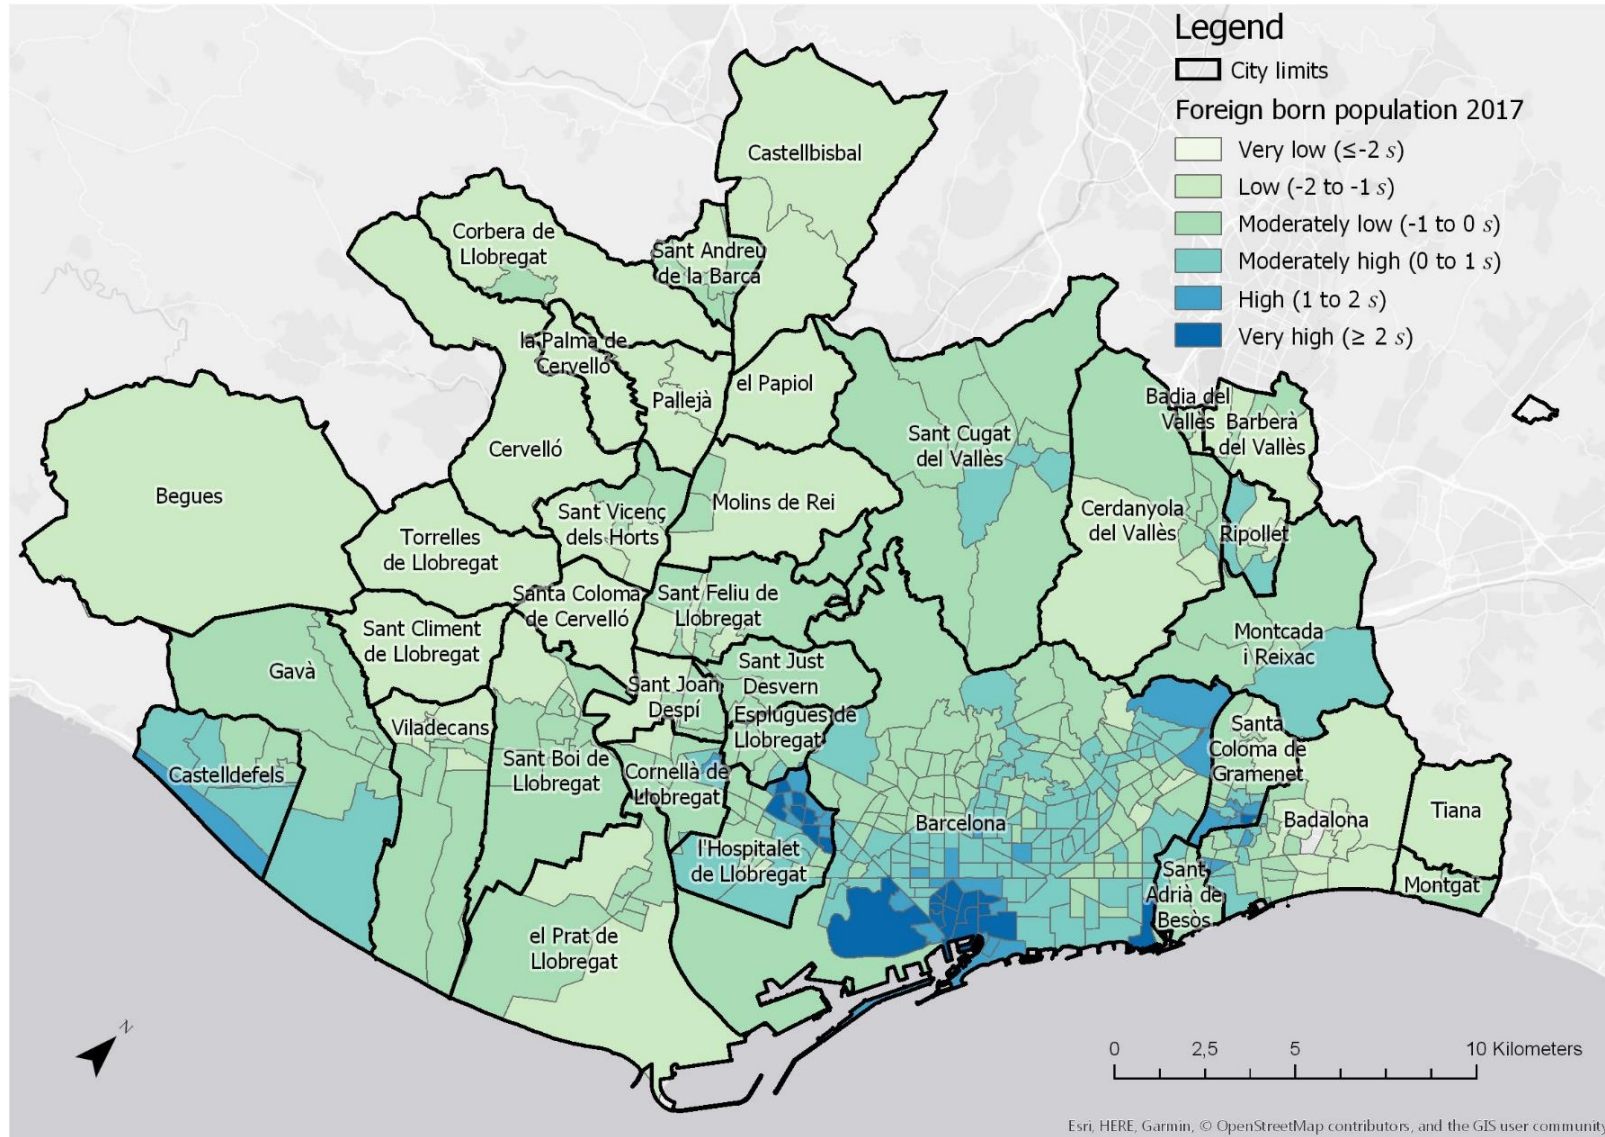 Legend
City limits
Foreign born population 2017
Very low (≤-2 s)
Low (-2 to -1 s)
Moderately low (-1 to 0 s)
Moderately high (0 to 1 s)
High (1 to 2 s)
Very high (≥ 2 s)
Castellbisbal
Corbera de
Llobregat
Sant Andreu
de la Barca
la Palma de
Cervelló
Pallejà
el Papiol
Badia del
Vallès
Barberà
del Vallès
Sant Cugat
del Vallès
Cervelló
Begues
Molins de Rei
Sant Vicenç
dels Horts
Cerdanyola
del Vallès
Ripollet
Torrelles
de Llobregat
Santa Coloma
de Cervelló
Sant Feliu de
Llobregat
Sant Climent
de Llobregat
Montcada
i Reixac
Gavà
Sant Just
Desvern
Sant Joan
Despí
Esplugues de
Llobregat
Viladecans
Santa
Coloma de
Gramenet
Castelldefels
Sant Boi de
Llobregat
Cornellà de
Llobregat
Barcelona
Badalona
Tiana
l'Hospitalet
de Llobregat
Sant
Adrià de
Besòs
Montgat
el Prat de
Llobregat
N
0 2,5 5 10 Kilometers
Esri, HERE, Garmin, © OpenStreetMap contributors, and the GIS user community